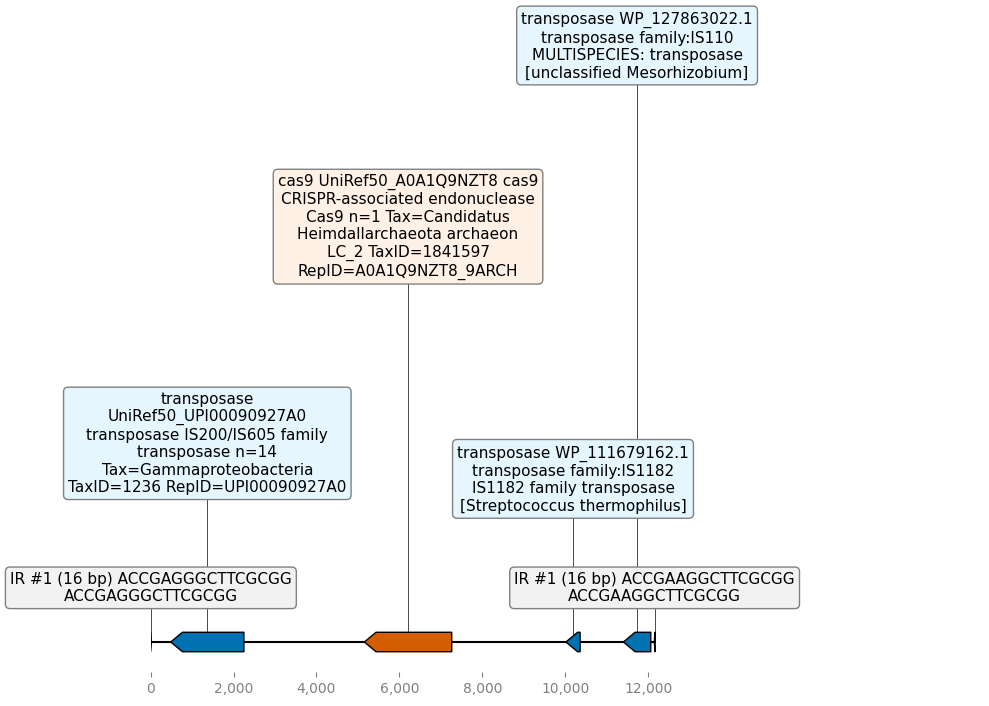 transposase WP_127863022.1
transposase family:IS110
MULTISPECIES: transposase
[unclassified Mesorhizobium]
cas9 UniRef50_A0A1Q9NZT8 cas9
CRISPR-associated endonuclease
Cas9 n=1 Tax=Candidatus
Heimdallarchaeota archaeon
LC_2 TaxID=1841597
RepID=A0A1Q9NZT8_9ARCH
transposase
UniRef50_UPI00090927A0
transposase IS200/IS605 family
transposase n=14
Tax=Gammaproteobacteria
TaxID=1236 RepID=UPI00090927A0
transposase WP_111679162.1
transposase family:IS1182
IS1182 family transposase
[Streptococcus thermophilus]
IR #1 (16 bp) ACCGAGGGCTTCGCGG
ACCGAGGGCTTCGCGG
IR #1 (16 bp) ACCGAAGGCTTCGCGG
ACCGAAGGCTTCGCGG
0 2,000 4,000 6,000 8,000 10,000 12,000